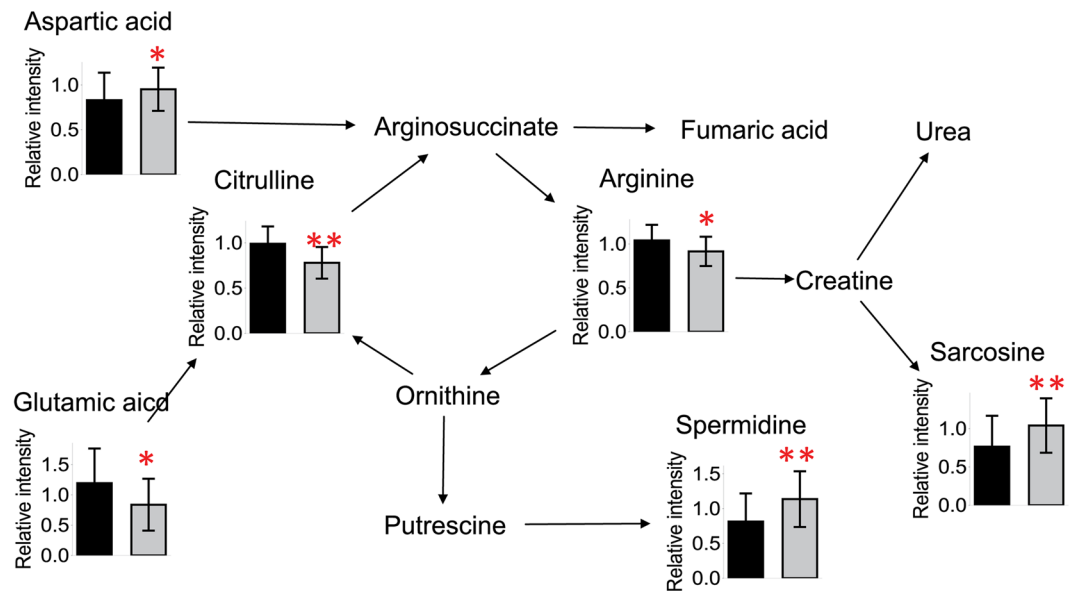 Aspartic acid
*
Relative intensity
1.0
0.5
0.0
Arginosuccinate
Fumaric acid
Urea
Citrulline
**
Relative intensity
1.0
0.5
0.0
Arginine
*
Relative intensity
1.0
0.5
0.0
Creatine
Glutamic aicd
*
Relative intensity
1.5
1.0
0.5
0.0
Ornithine
Sarcosine
**
Relative intensity
1.0
0.5
0.0
Putrescine
Spermidine
**
Relative intensity
1.5
1.0
0.5
0.0